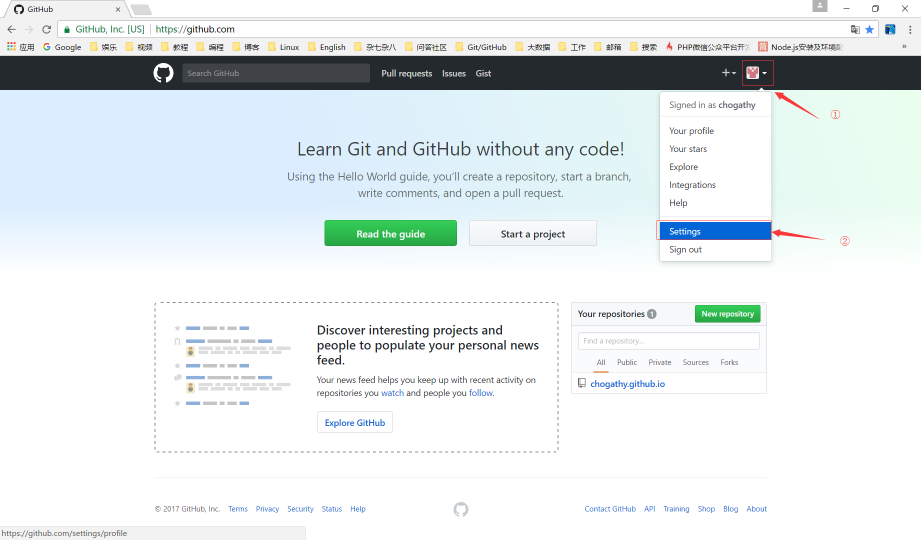 GitHub
GitHub, Inc. [US] https://github.com
应用 Google 娱乐 视频 教程 编程 博客 Linux English 杂七杂八 问答社区 Git/GitHub 大数据 工作 邮箱 搜索 PHP微信公众平台开发 Node.js安装及环境配 »
Search GitHub Pull requests Issues Gist
①
Signed in as chogathy
Your profile
Your stars
Explore
Integrations
Help
Settings
②
Sign out
Learn Git and GitHub without any code!
Using the Hello World guide, you'll create a repository, start a branch,
write comments, and open a pull request.
Read the guide Start a project
Discover interesting projects and
people to populate your personal news
feed.
Your news feed helps you keep up with recent activity on
repositories you watch and people you follow.
Explore GitHub
Your repositories 1 New repository
Find a repository...
All Public Private Sources Forks
chogathy.github.io
© 2017 GitHub, Inc. Terms Privacy Security Status Help Contact GitHub API Training Shop Blog About
https://github.com/settings/profile